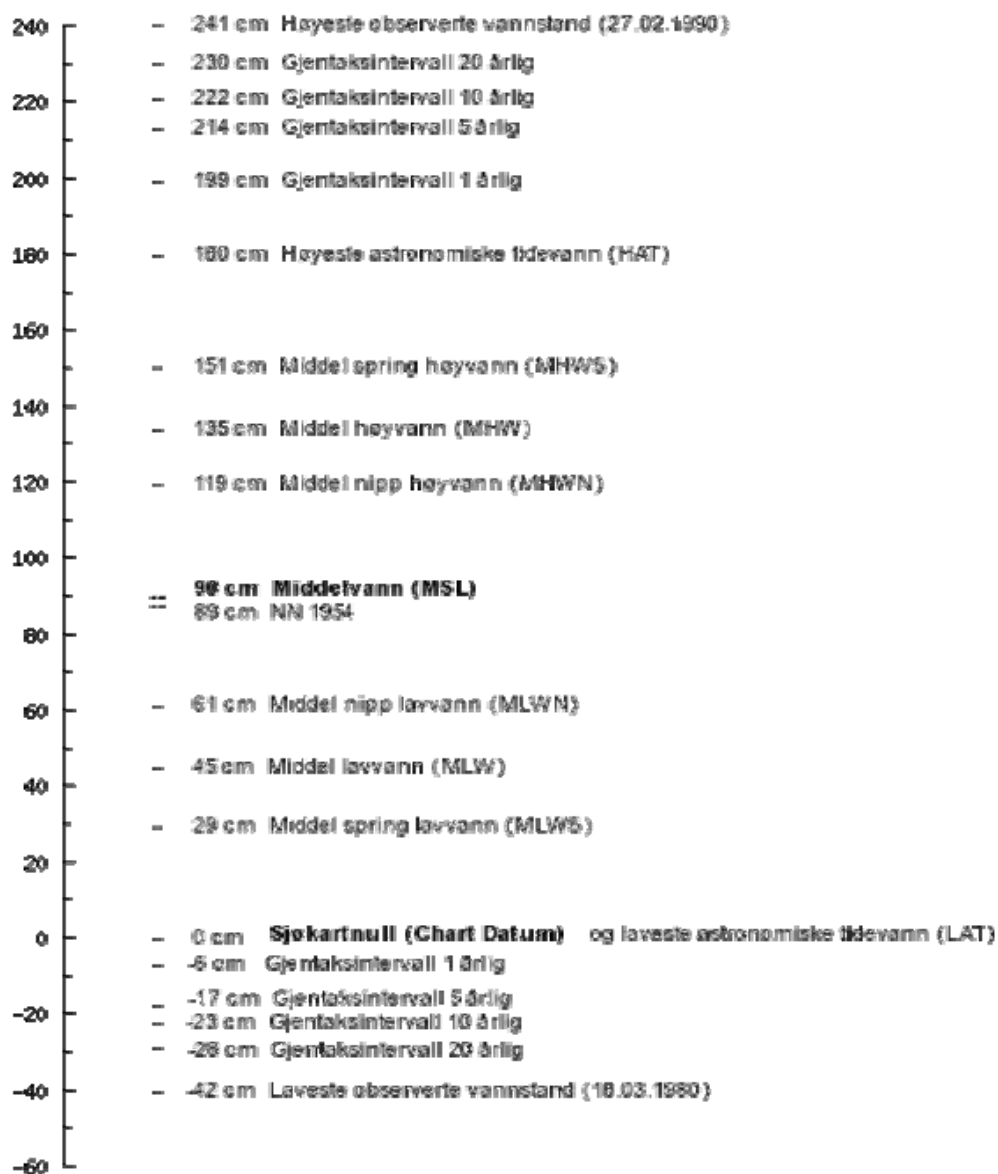 240
241 cm Høyeste observerte vannstand (27.02.1990)
230 cm Gjentaksintervall 20 årlig
222 cm Gjentaksintervall 10 årlig
220
214 cm Gjentaksintervall 5 årlig
200
199 cm Gjentaksintervall 1 årlig
180
180 cm Høyeste astronomiske tidevann (HAT)
160
151 cm Middel spring høyvann (MHWS)
140
135 cm Middel høyvann (MHW)
120
119 cm Middel nipp høyvann (MHWN)
100
90 cm Middelvann (MSL)
89 cm NN 1954
80
61 cm Middel nipp lavvann (MLWN)
60
45 cm Middel lavvann (MLW)
40
29 cm Middel spring lavvann (MLWS)
20
0
0 cm Sjøkartnull (Chart Datum) og laveste astronomiske tidevann (LAT)
-6 cm Gjentaksintervall 1 årlig
-17 cm Gjentaksintervall 5 årlig
-20
-23 cm Gjentaksintervall 10 årlig
cm Gjentaksintervall 20 årlig
-40
-42 cm Laveste observerte vannstand
-60